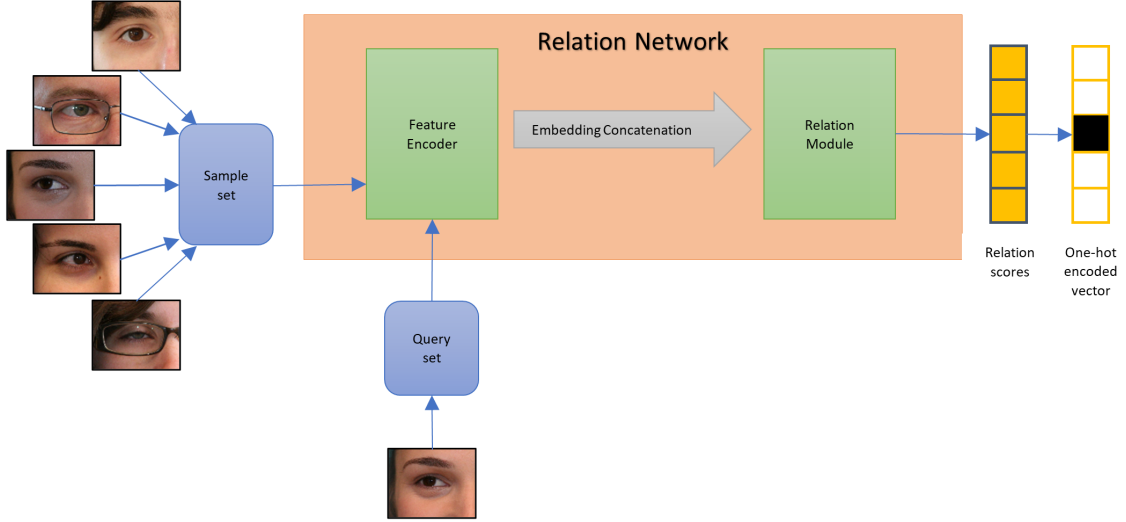 Relation Network
Feature
Encoder
Embedding Concatenation
Relation
Module
Sample
set
Query
set
Relation
scores
One-hot
encoded
vector